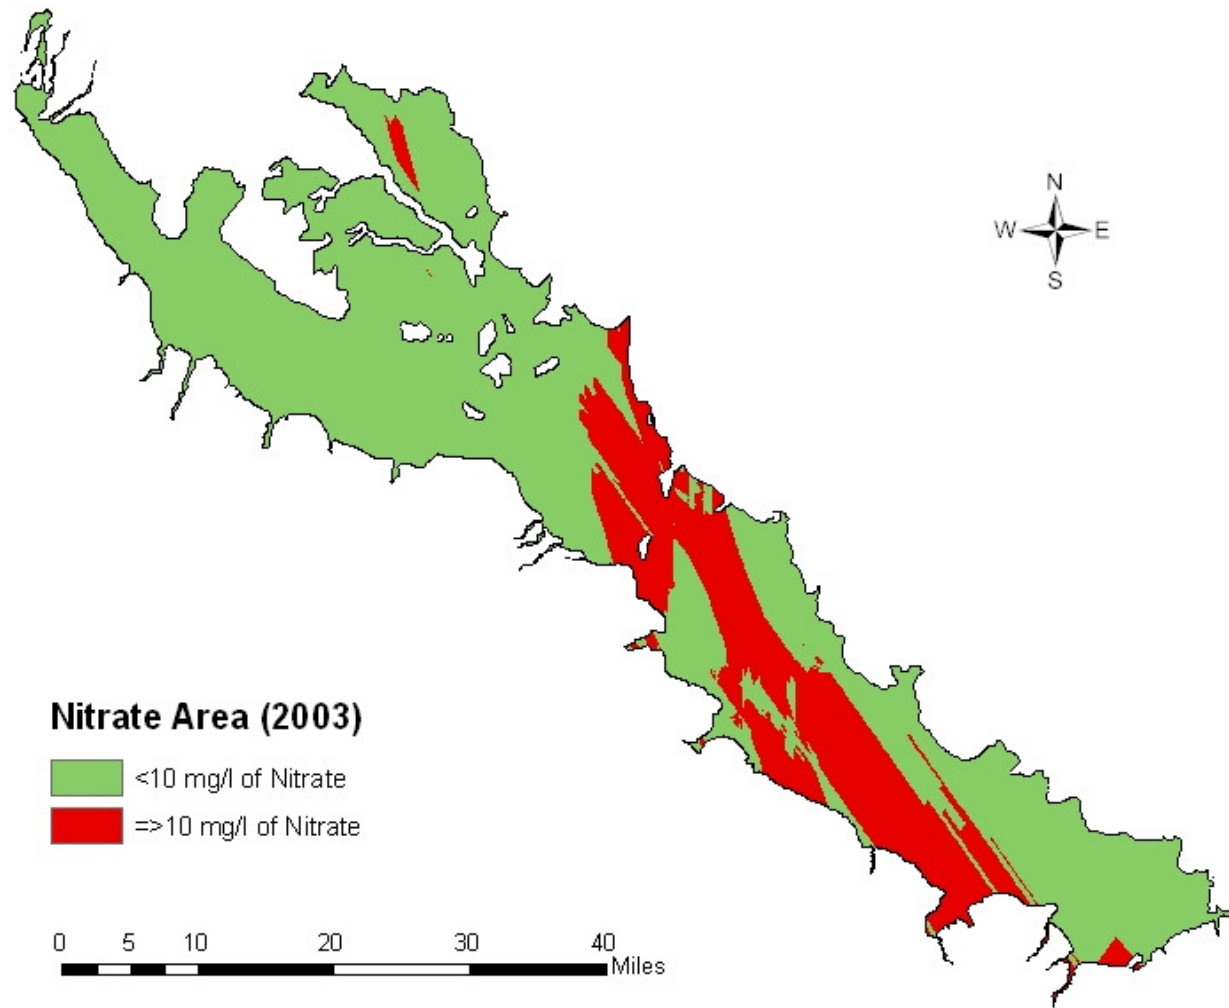 N
W E
S
Nitrate Area (2003)
<10 mg/l of Nitrate
=>10 mg/l of Nitrate
0 5 10 20 30 40
Miles